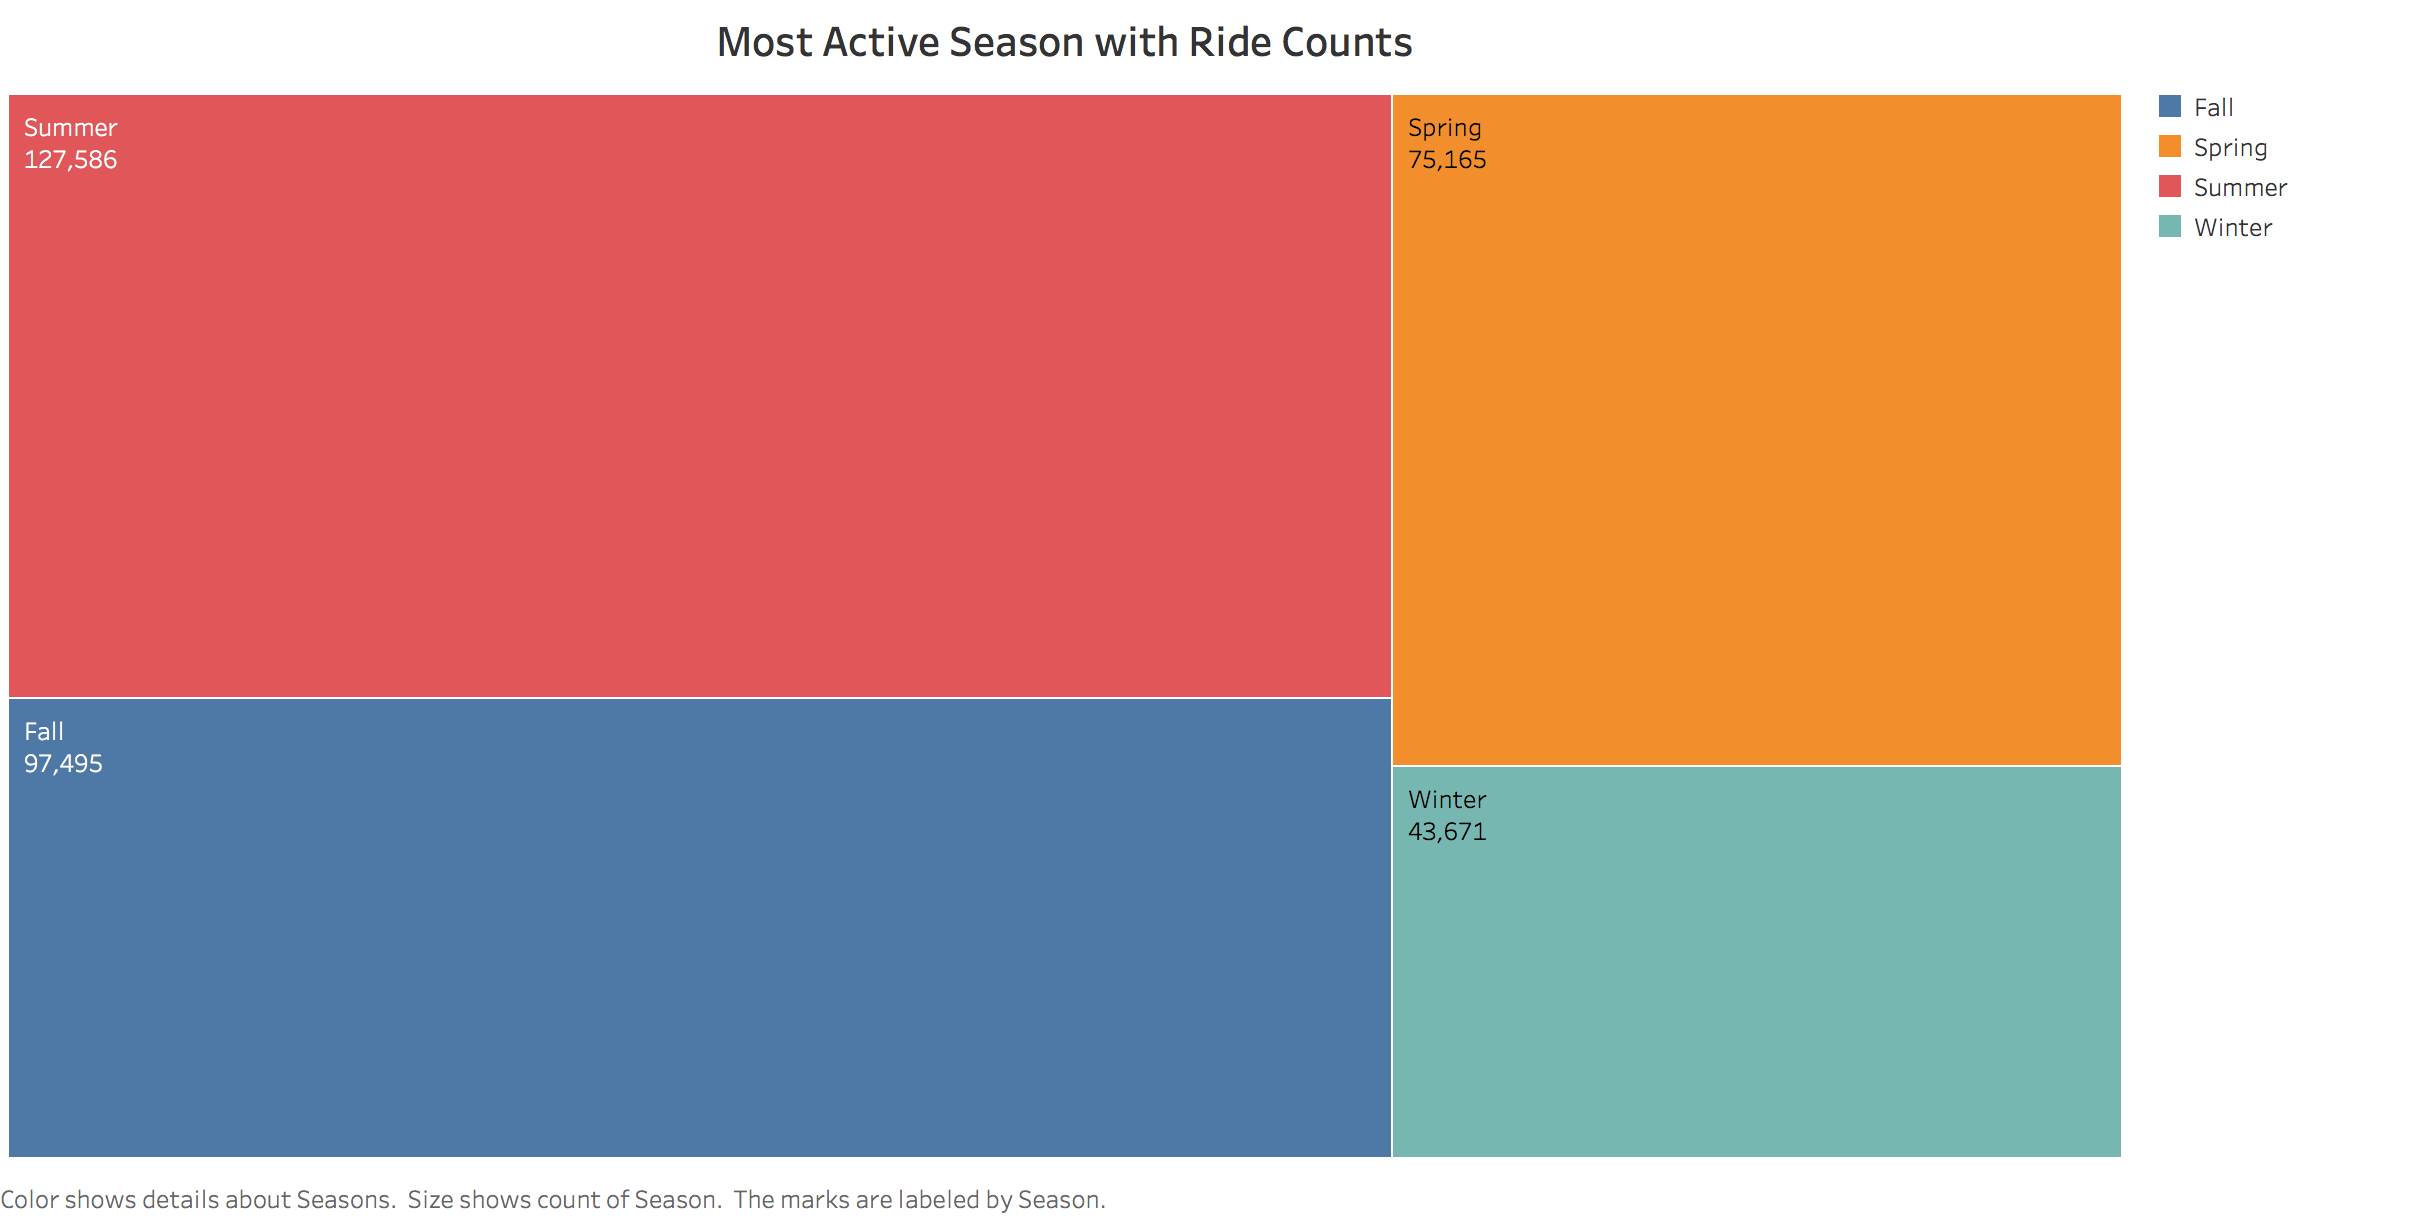 Most Active Season with Ride Counts
Summer
127,586
Fall
97,495
Spring
75,165
Winter
43,671
Fall
Spring
Summer
Winter
Color shows details about Seasons.  Size shows count of Season.  The marks are labeled by Season.